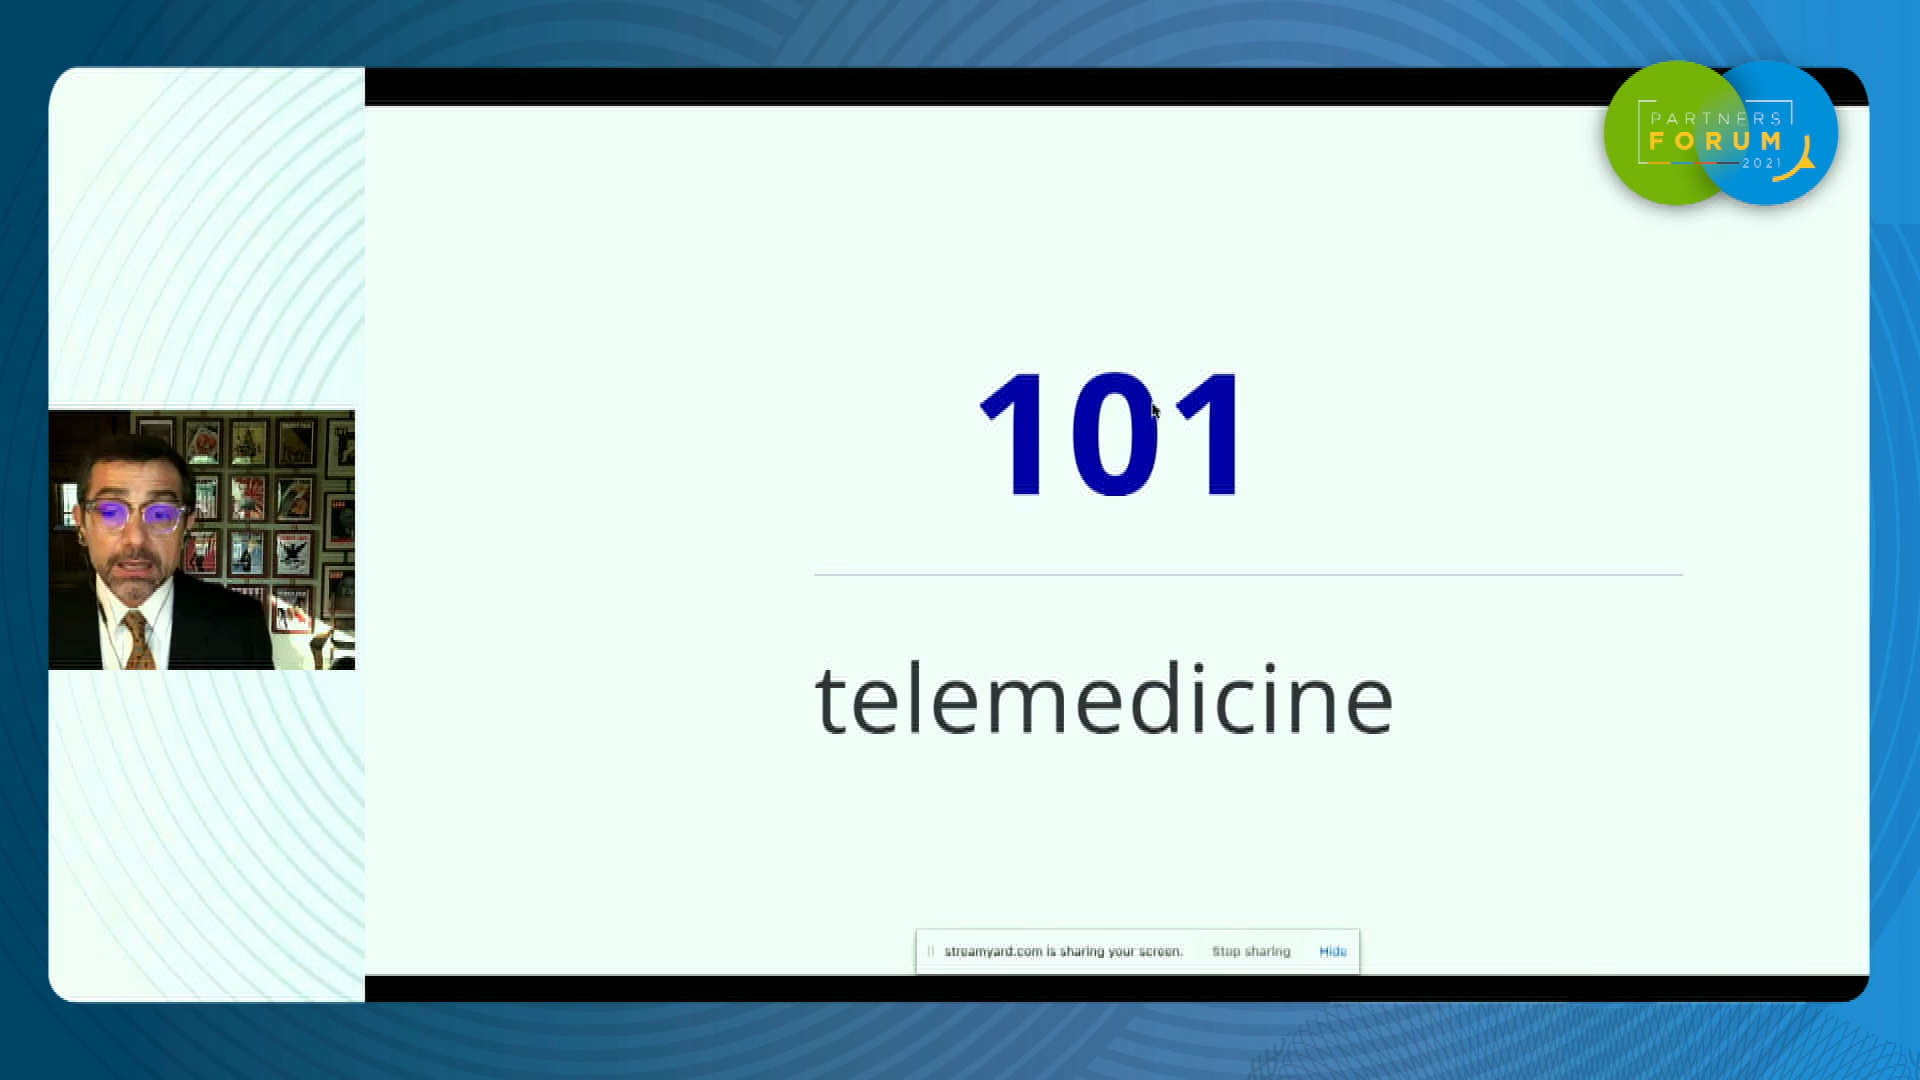 PARTNERS
FORUM
2021
101
telemedicine
streamyard.com is sharing your screen. Stop sharing Hide